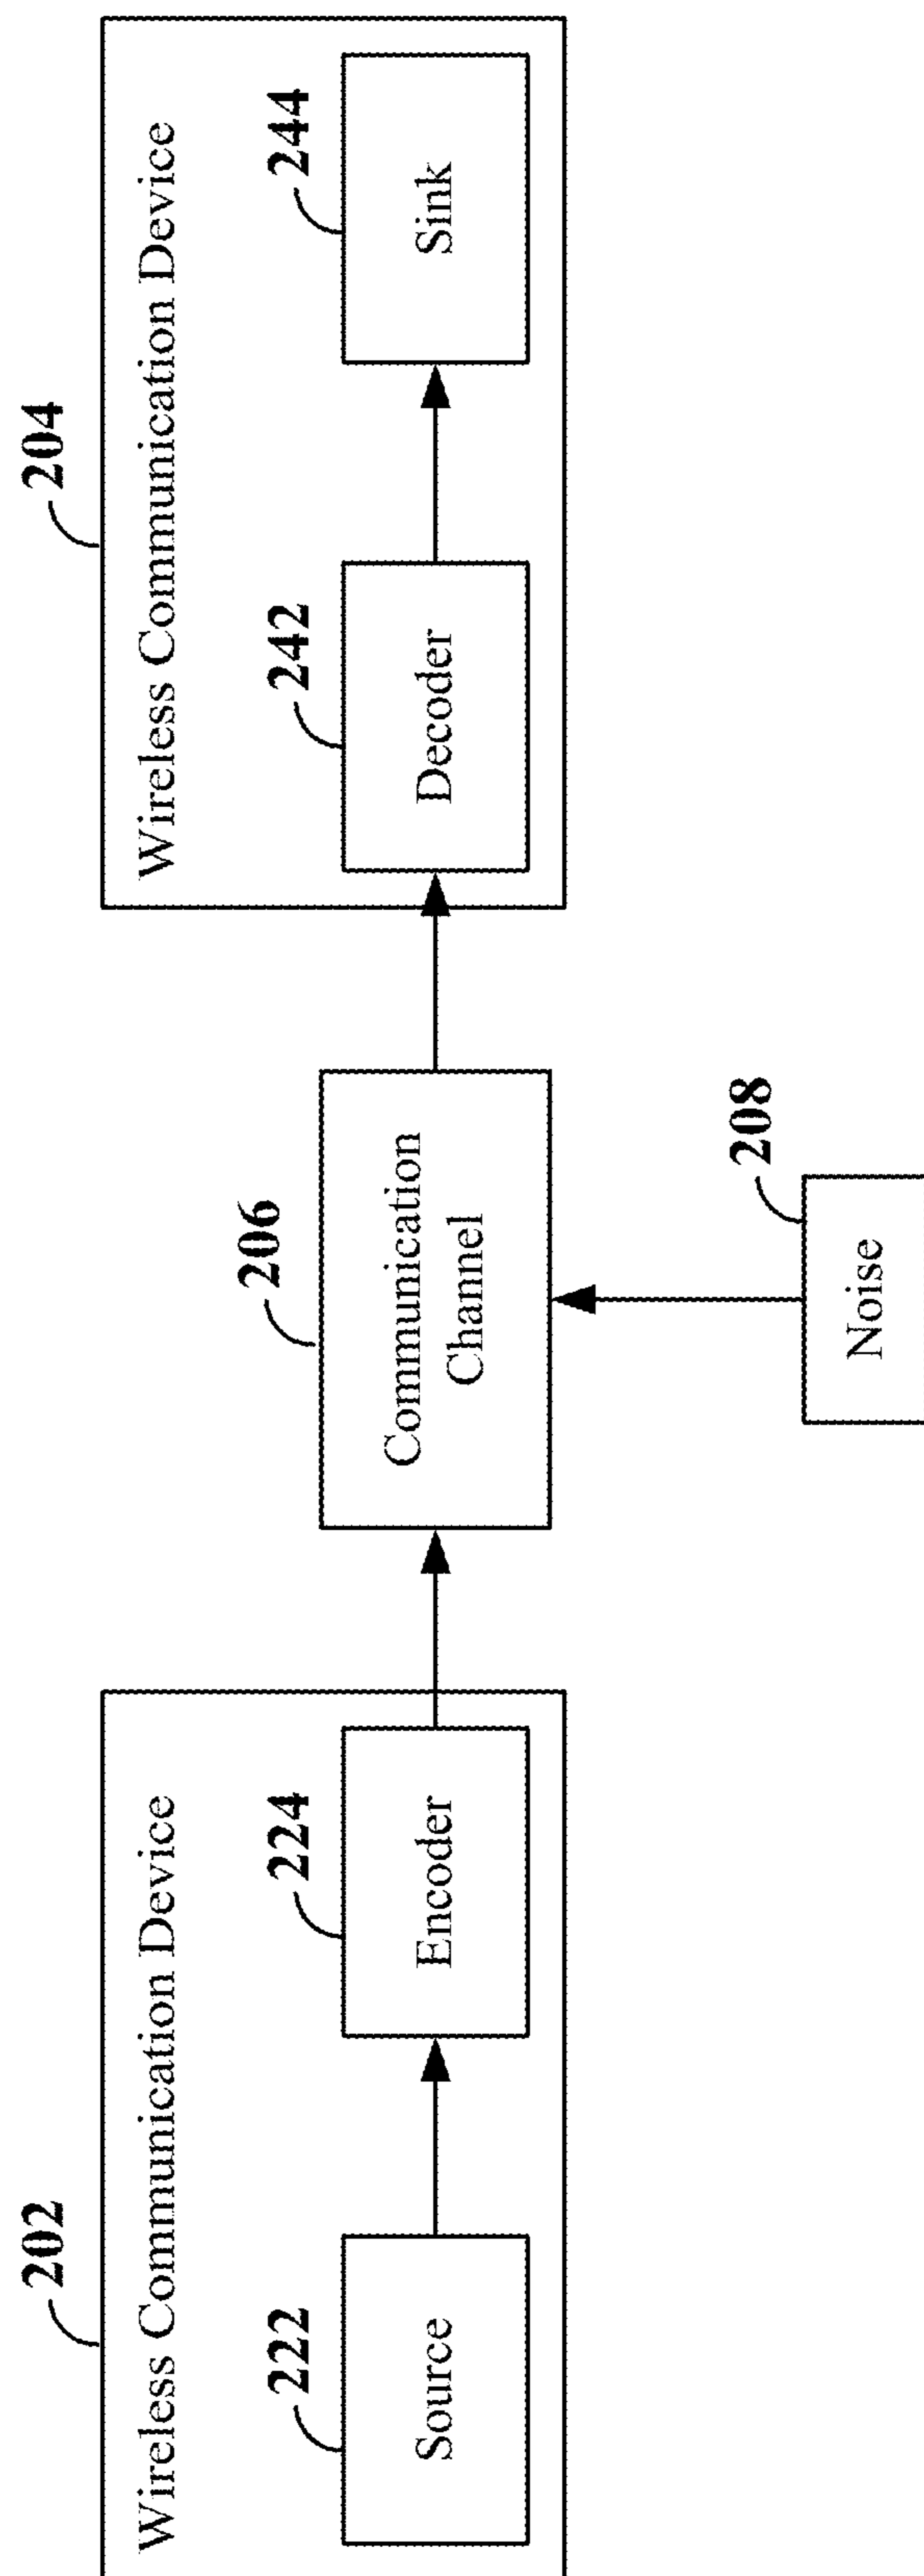 202
Wireless Communication Device
222
Source
224
Encoder
206
Communication
Channel
208
Noise
204
Wireless Communication Device
242
Decoder
244
Sink